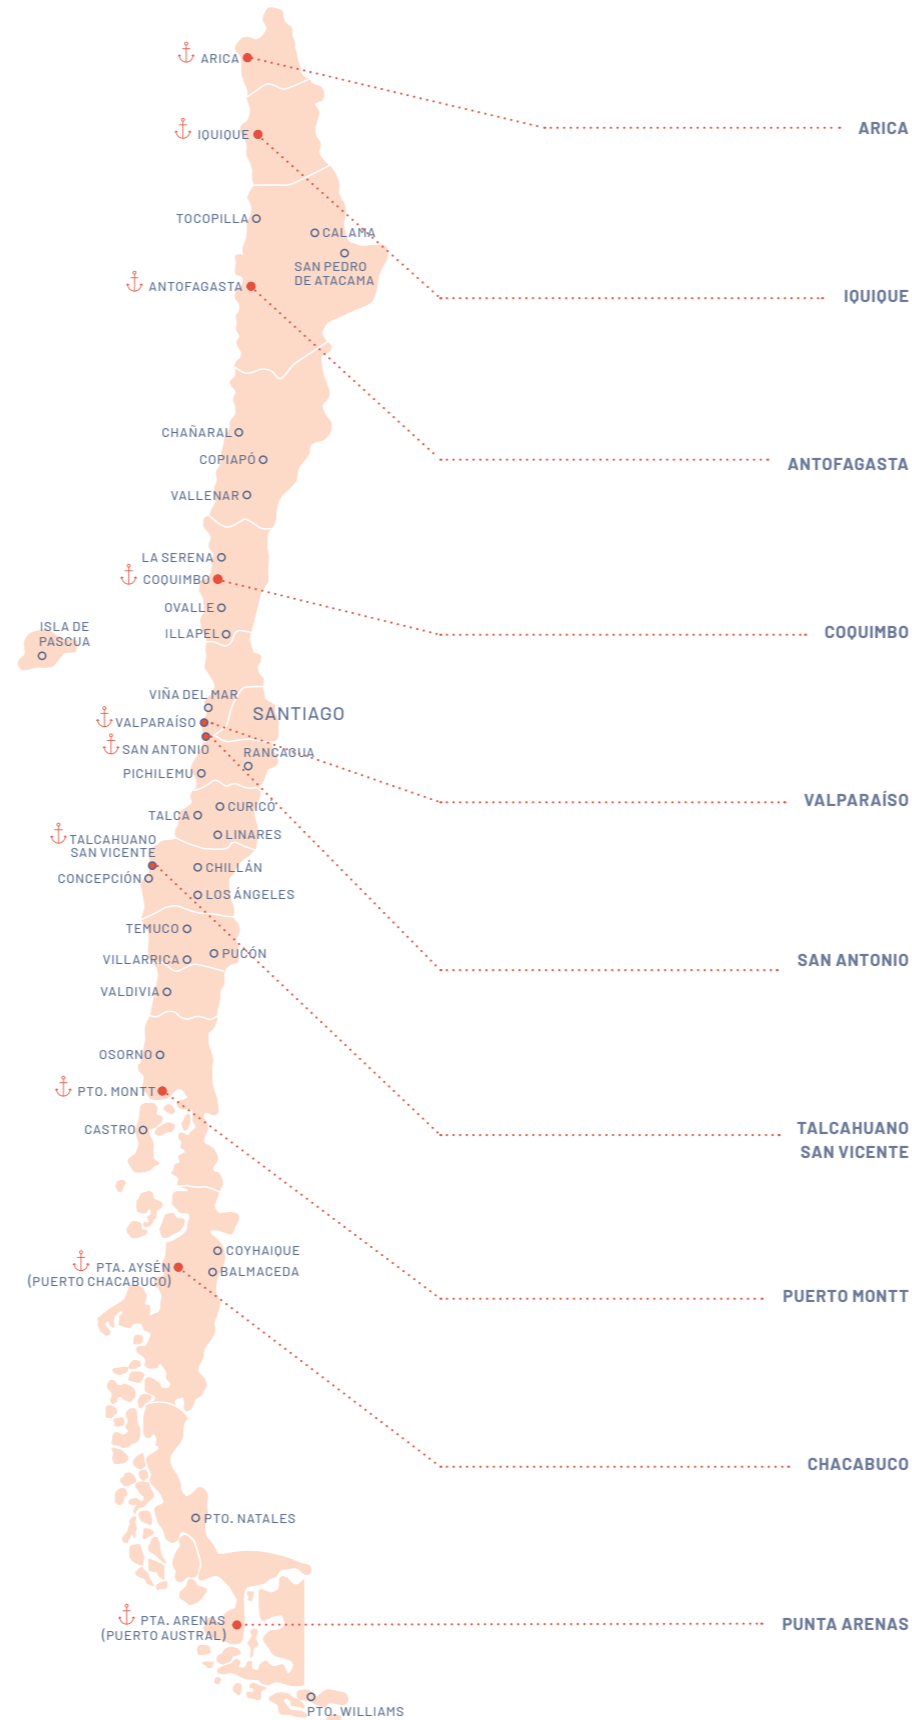 ARICA
ARICA
IQUIQUE
TOCOPILLA
CALAMA
SAN PEDRO
DE ATACAMA
ANTOFAGASTA
IQUIQUE
CHAÑARAL
COPIAPÓ
ANTOFAGASTA
VALLENAR
LA SERENA
COQUIMBO
OVALLE
ISLA DE
PASCUA
ILLAPEL
COQUIMBO
VIÑA DEL MAR
SANTIAGO
VALPARAÍSO
SAN ANTONIO
RANCAGUA
PICHILEMU
VALPARAÍSO
CURICÓ
TALCA
LINARES
TALCAHUANO
SAN VICENTE
CHILLÁN
CONCEPCIÓN
LOS ÁNGELES
TEMUCO
PUCÓN
VILLARRICA
SAN ANTONIO
VALDIVIA
OSORNO
PTO. MONTT
CASTRO
TALCAHUANO
SAN VICENTE
COYHAIQUE
PTA. AYSÉN
(PUERTO CHACABUCO)
BALMACEDA
PUERTO MONTT
CHACABUCO
PTO. NATALES
PTA. ARENAS
(PUERTO AUSTRAL)
PUNTA ARENAS
PTO. WILLIAMS